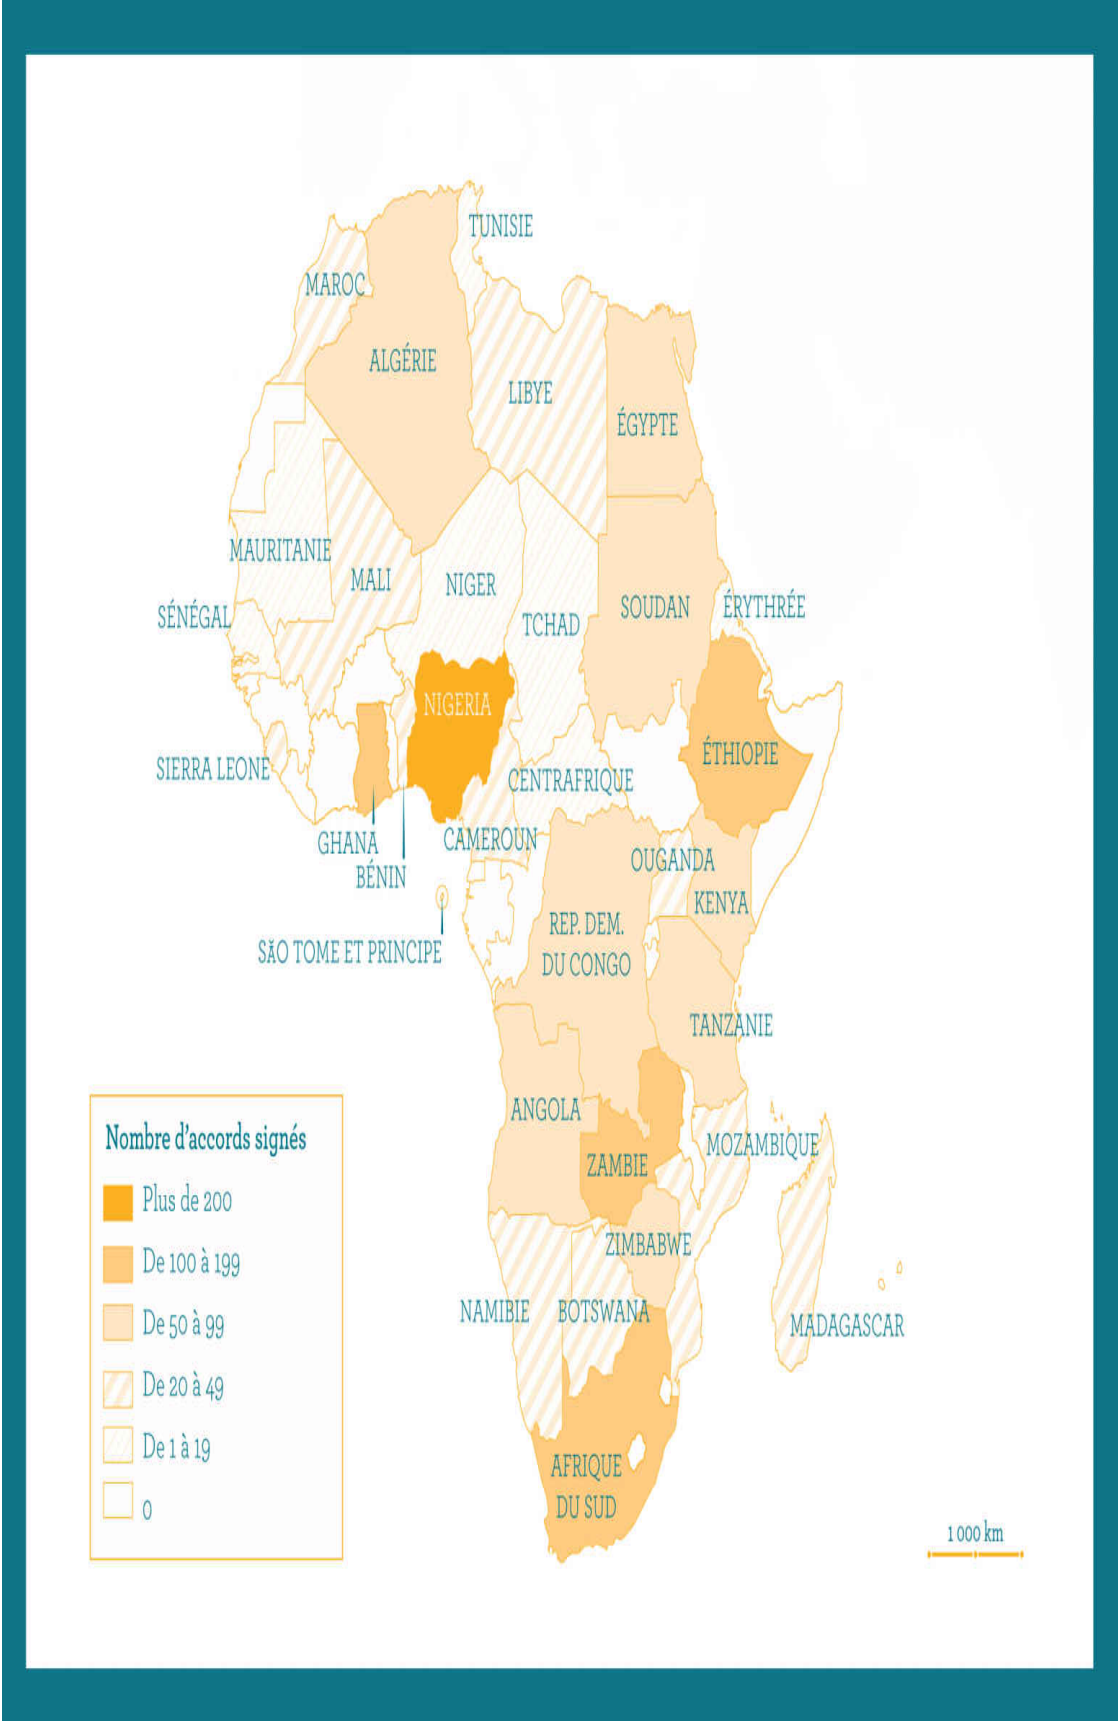 TUNISIE
MAROC
ALGÉRIE
LIBYE
ÉGYPTE
MAURITANIE
MALI
NIGER
TCHAD
SOUDAN
ÉRYTHRÉE
SÉNÉGAL
NIGERIA
ÉTHIOPIE
SIERRA LEONE
CENTRAFRIQUE
GHANA
CAMEROUN
BÉNIN
OUGANDA
KENYA
SÃO TOME ET PRINCIPE
REP. DEM.
DU CONGO
TANZANIE
ANGOLA
MOZAMBIQUE
ZAMBIE
ZIMBABWE
NAMIBIE
BOTSWANA
MADAGASCAR
AFRIQUE
DU SUD
Nombre d'accords signés
Plus de 200
De 100 à 199
De 50 à 99
De 20 à 49
De 1 à 19
0
1 000 km